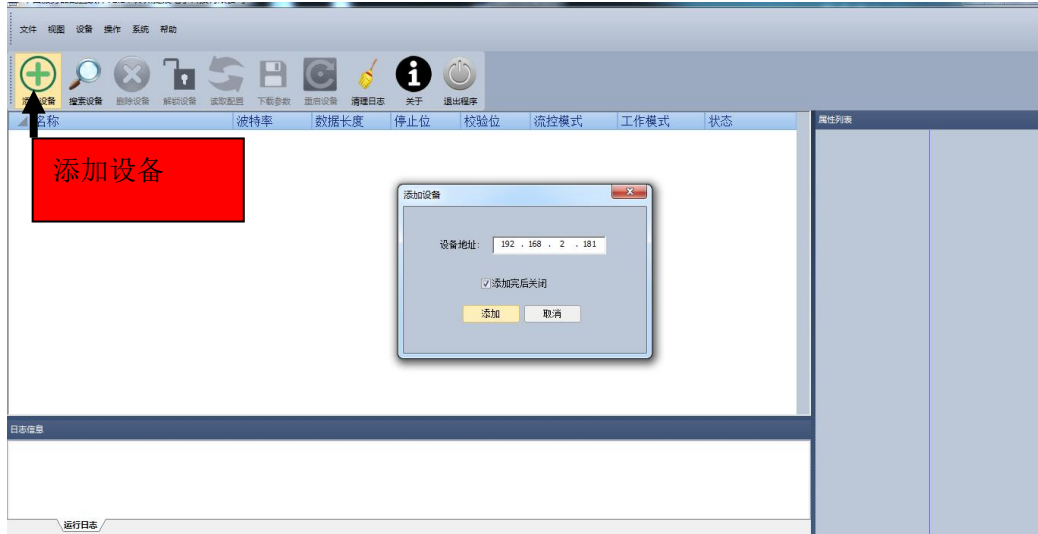 文件 视图 设备 操作 系统 帮助
搜索设备 删除设备 解锁设备 读取配置 下载参数 重启设备 清理日志 关于 退出程序
名称 波特率 数据长度 停止位 校验位 流控模式 工作模式 状态 属性列表
添加设备
添加设备
设备地址: 192 . 168 . 2 . 181
添加完后关闭
添加 取消
日志信息
运行日志